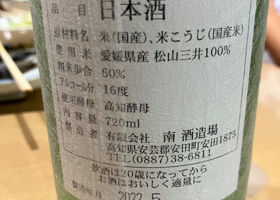 品目 日本酒
原材料名 米(国産)、米こうじ(国産米)
使用米 愛媛県産 松山三井100%
精米歩合 60%
アルコール分 16度
使用酵母 高知酵母
容量 720ml
製造者 有限会社 南 酒造場
高知県安芸郡安田町安田1875
TEL(0887)38-6811
飲酒は20歳になってから
お酒はおいしく適量に
製造年月 2022.5